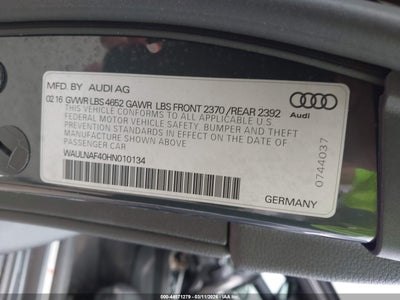 MFD. BY AUDI AG
02 16 GVWR LBS 4652 GAWR LBS FRONT 2370 / REAR 2392
THIS VEHICLE CONFORMS TO ALL APPLICABLE U.S.
FEDERAL MOTOR VEHICLE SAFETY, BUMPER AND THEFT
PREVENTION STANDARDS IN EFFECT ON THE DATE OF
MANUFACTURE SHOWN ABOVE.
PASSENGER CAR
WAULNAF40HN010134
Audi
0744037
GERMANY
000-44671279 - 03/11/2026 - © IAA, Inc.